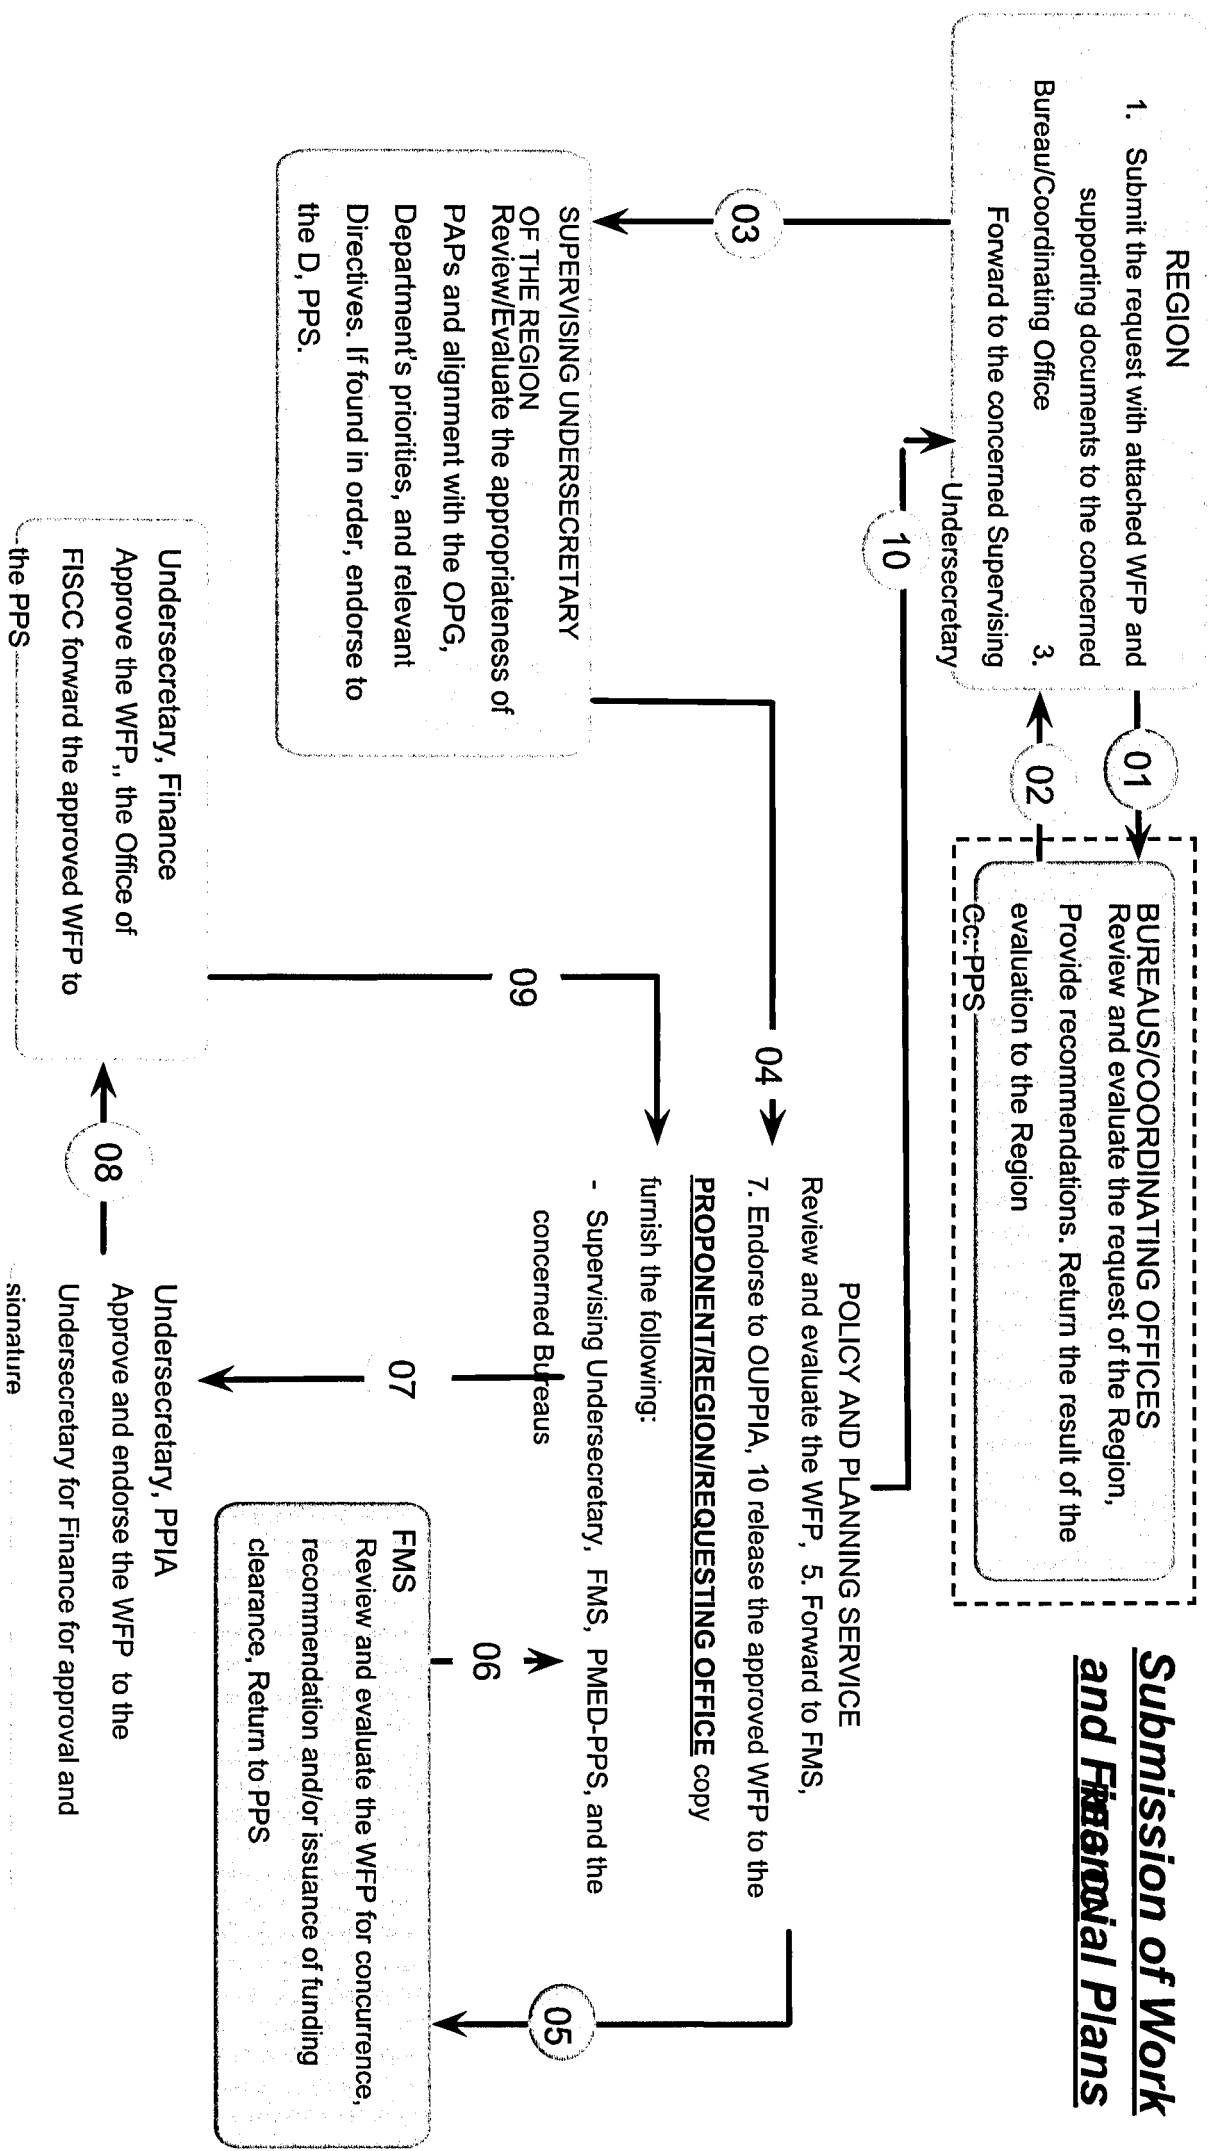 Submission of Work
and Financial Plans
REGION
1. Submit the request with attached WFP and
supporting documents to the concerned
Bureau/Coordinating Office 3.
Forward to the concerned Supervising
Undersecretary
01
02
BUREAUS/COORDINATING OFFICES
Review and evaluate the request of the Region,
Provide recommendations. Return the result of the
evaluation to the Region
Cc: PPS
03
10
SUPERVISING UNDERSECRETARY
OF THE REGION
Review/Evaluate the appropriateness of
PAPs and alignment with the OPG,
Department's priorities, and relevant
Directives. If found in order, endorse to
the D, PPS.
04
POLICY AND PLANNING SERVICE
Review and evaluate the WFP, 5. Forward to FMS,
7. Endorse to OUPPIA, 10 release the approved WFP to the
PROPONENT/REGION/REQUESTING OFFICE copy
furnish the following:
- Supervising Undersecretary, FMS, PMED-PPS, and the
concerned Bureaus
05
06
07
09
FMS
Review and evaluate the WFP for concurrence,
recommendation and/or issuance of funding
clearance, Return to PPS
Undersecretary, Finance
Approve the WFP,, the Office of
FISCC forward the approved WFP to
the PPS
08
Undersecretary, PPIA
Approve and endorse the WFP to the
Undersecretary for Finance for approval and
signature